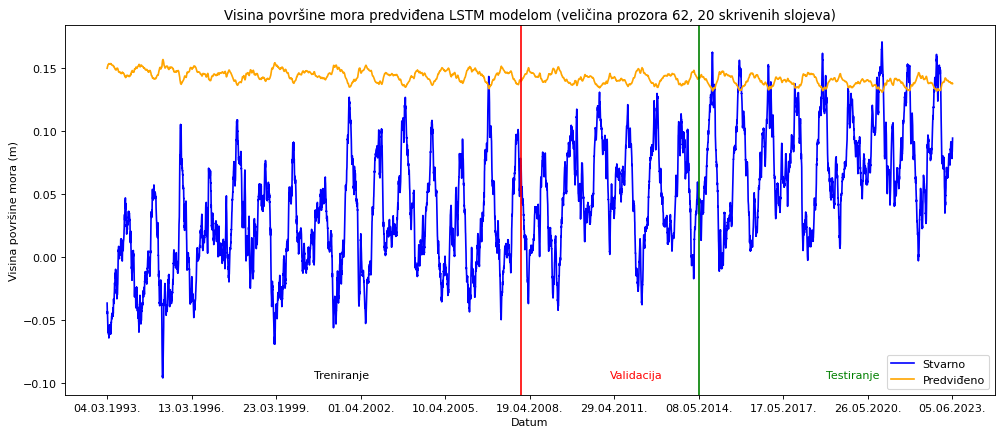 Visina površine mora predviđena LSTM modelom (veličina prozora 62, 20 skrivenih slojeva)
Visina površine mora (m)
0.15
0.10
0.05
0.00
−0.05
−0.10
Treniranje
Validacija
Testiranje
Stvarno
Predviđeno
04.03.1993.
13.03.1996.
23.03.1999.
01.04.2002.
10.04.2005.
19.04.2008.
29.04.2011.
08.05.2014.
17.05.2017.
26.05.2020.
05.06.2023.
Datum